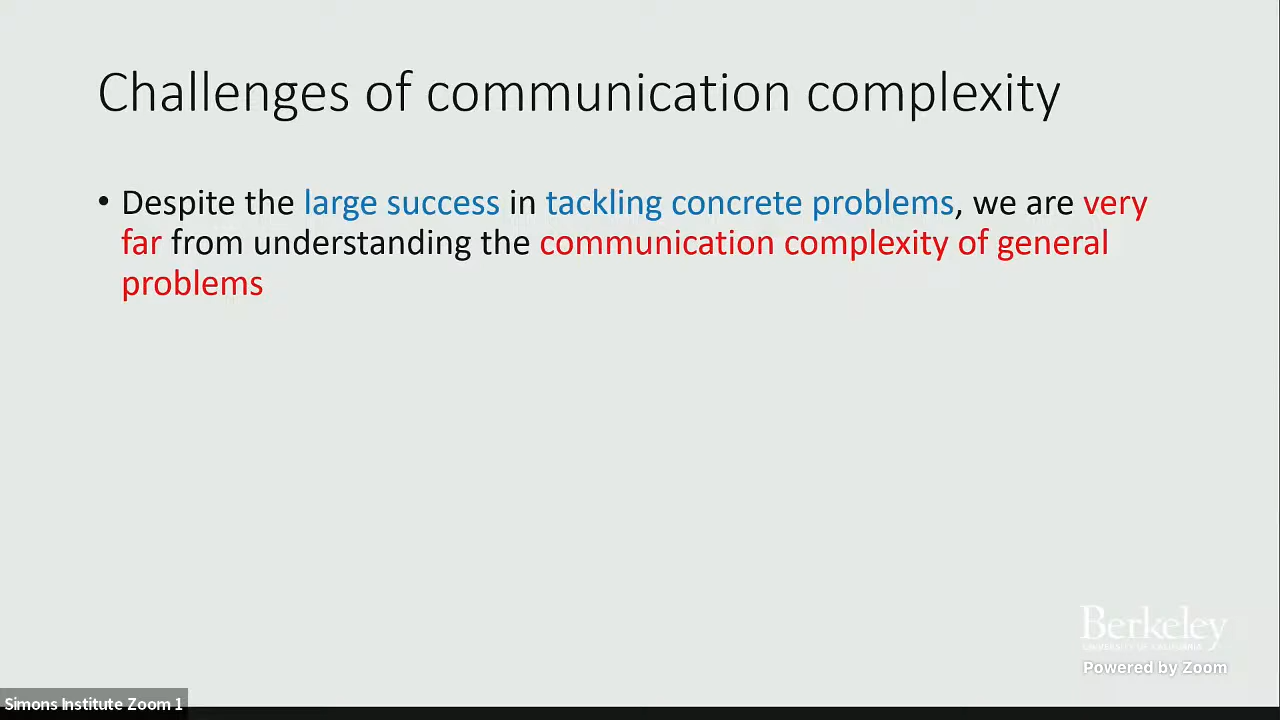 Challenges of communication complexity
• Despite the large success in tackling concrete problems, we are very
far from understanding the communication complexity of general
problems
Berkeley
UNIVERSITY OF CALIFORNIA
Powered by Zoom
Simons Institute Zoom 1